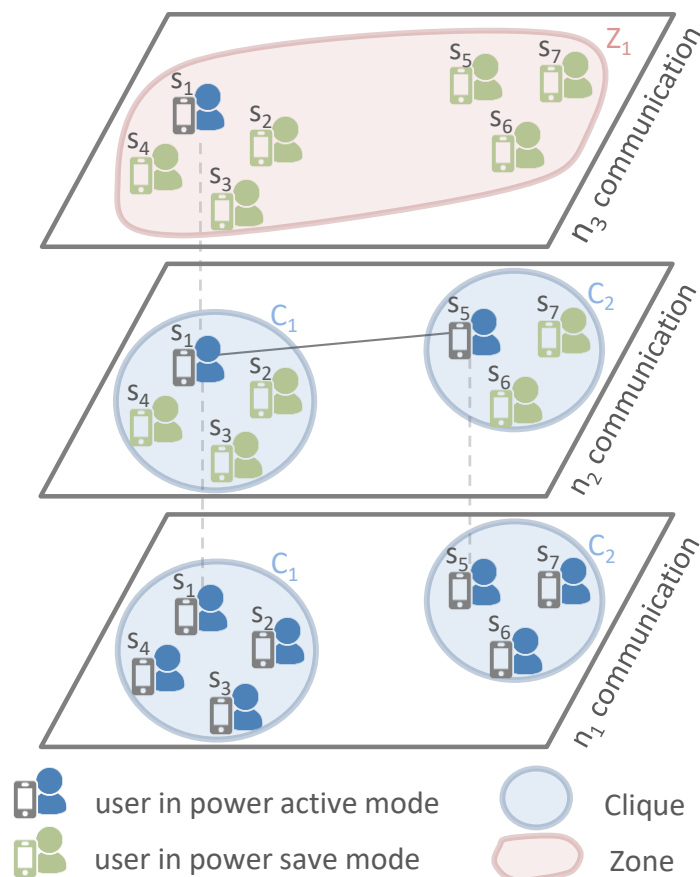 Z₁
s₁
s₅
s₇
s₂
s₆
s₄
s₃
n₃ communication
C₁
C₂
s₁
s₅
s₇
s₂
s₄
s₆
s₃
n₂ communication
C₁
C₂
s₁
s₅
s₇
s₂
s₆
s₄
s₃
n₁ communication
user in power active mode
Clique
user in power save mode
Zone